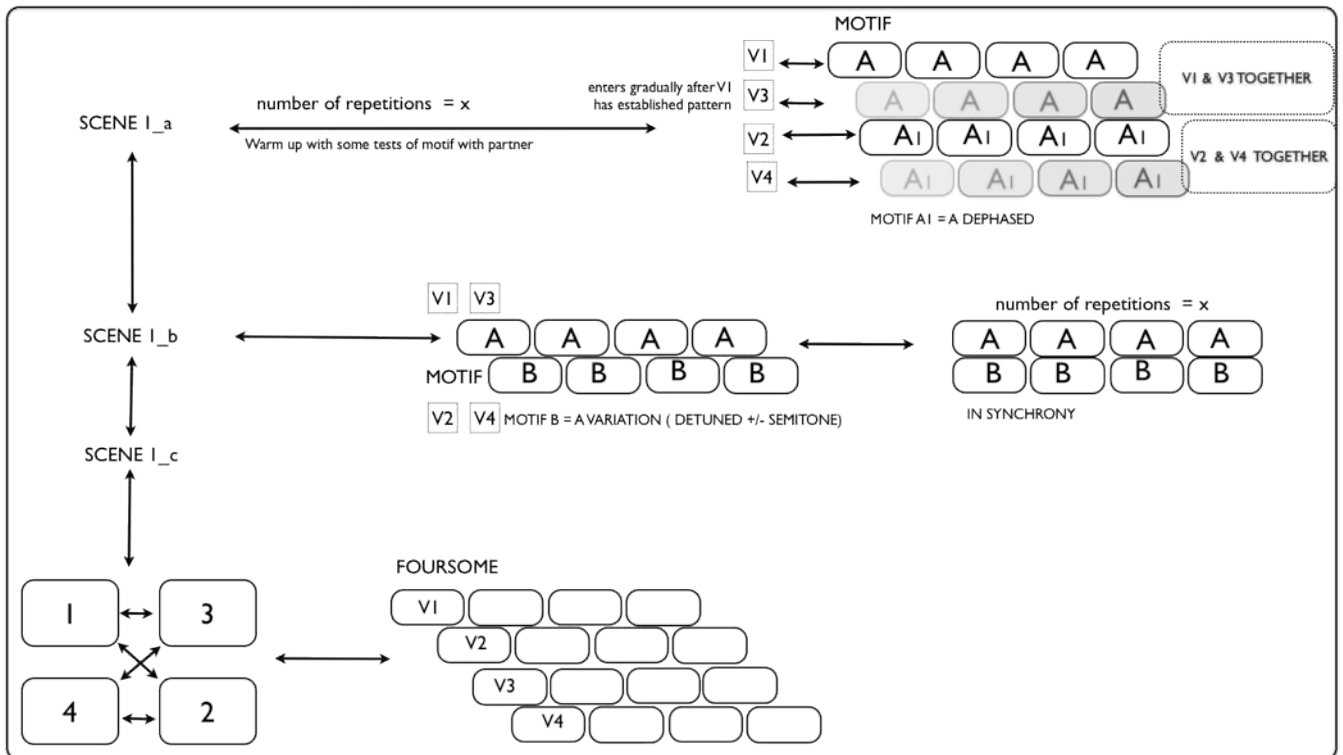 MOTIF
V1
A A A A
V1 & V3 TOGETHER
enters gradually after V1
has established pattern
V3
A A A A
number of repetitions = x
SCENE 1_a
Warm up with some tests of motif with partner
V2
A1 A1 A1 A1
V2 & V4 TOGETHER
V4
A1 A1 A1 A1
MOTIF A1 = A DEPHASED
V1 V3
number of repetitions = x
SCENE 1_b
A A A A
A A A A
MOTIF
B B B B
B B B B
V2 V4 MOTIF B = A VARIATION ( DETUNED +/- SEMITONE)
IN SYNCHRONY
SCENE 1_c
FOURSOME
1 3
V1
V2
V3
4 2
V4